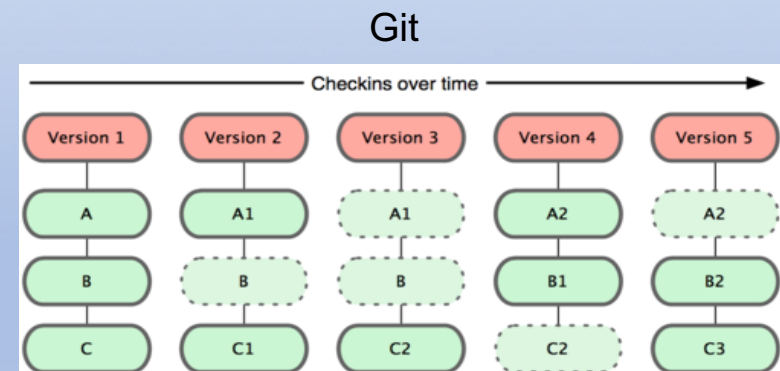 Git
Checkins over time
Version 1 Version 2 Version 3 Version 4 Version 5
A A1 A1 A2 A2
B B B B1 B2
C C1 C2 C2 C3